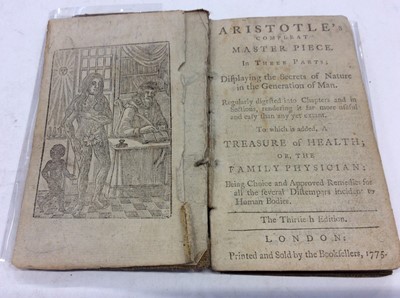 ARISTOTLE's
COMPLEAT
MASTER PIECE.
In THREE PARTS;
Displaying the Secrets of Nature
in the Generation of Man.
Regularly digested into Chapters and
Sections, rendering it far more useful
and easy than any yet extant.
To which is added, A
TREASURE of HEALTH;
OR, THE
FAMILY PHYSICIAN:
Being Choice and Approved Remedies for
all the several Distempers incident to
Human Bodies.
The Thirtieth Edition.
LONDON:
Printed and Sold by the Booksellers, 1775.